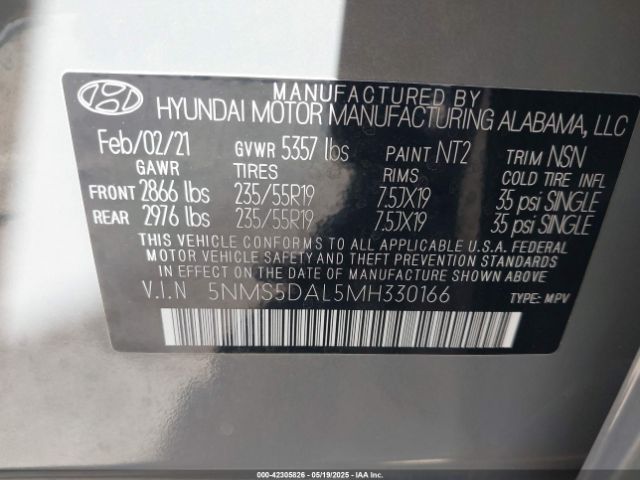 MANUFACTURED BY
HYUNDAI MOTOR MANUFACTURING ALABAMA, LLC
Feb/02/21 GVWR 5357 lbs PAINT NT2 TRIM NSN
GAWR TIRES RIMS COLD TIRE INFL
FRONT 2866 lbs 235/55R19 7.5JX19 35 psi SINGLE
REAR 2976 lbs 235/55R19 7.5JX19 35 psi SINGLE
THIS VEHICLE CONFORMS TO ALL APPLICABLE U.S.A. FEDERAL
MOTOR VEHICLE SAFETY AND THEFT PREVENTION STANDARDS
IN EFFECT ON THE DATE OF MANUFACTURE SHOWN ABOVE
V.I.N 5NMS5DAL5MH330166 TYPE: MPV
000-42305826 - 05/19/2025 - IAAI.COM